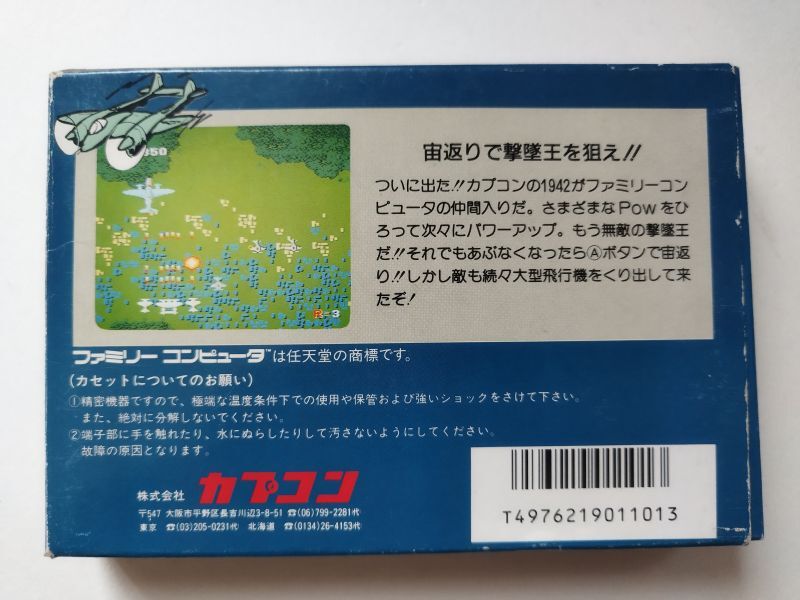 350
R-3
宙返りで撃墜王を狙え!!
ついに出た!!カプコンの1942がファミリーコン
ピュータの仲間入りだ。さまざまなPowをひ
ろって次々にパワーアップ。もう無敵の撃墜王
だ!!それでもあぶなくなったらⒶボタンで宙返
り!!しかし敵も続々大型飛行機をくり出して来
たぞ!
ファミリー コンピュータ™は任天堂の商標です。
(カセットについてのお願い)
①精密機器ですので、極端な温度条件下での使用や保管および強いショックをさけて下さい。
また、絶対に分解しないでください。
②端子部に手を触れたり、水にぬらしたりして汚さないようにしてください。
故障の原因となります。
株式会社 カプコン
〒547 大阪市平野区長吉川辺3-8-51 ☎(06)799-2281代
東京 ☎(03)205-0231代 北海道 ☎(0134)26-4153代
T4976219011013